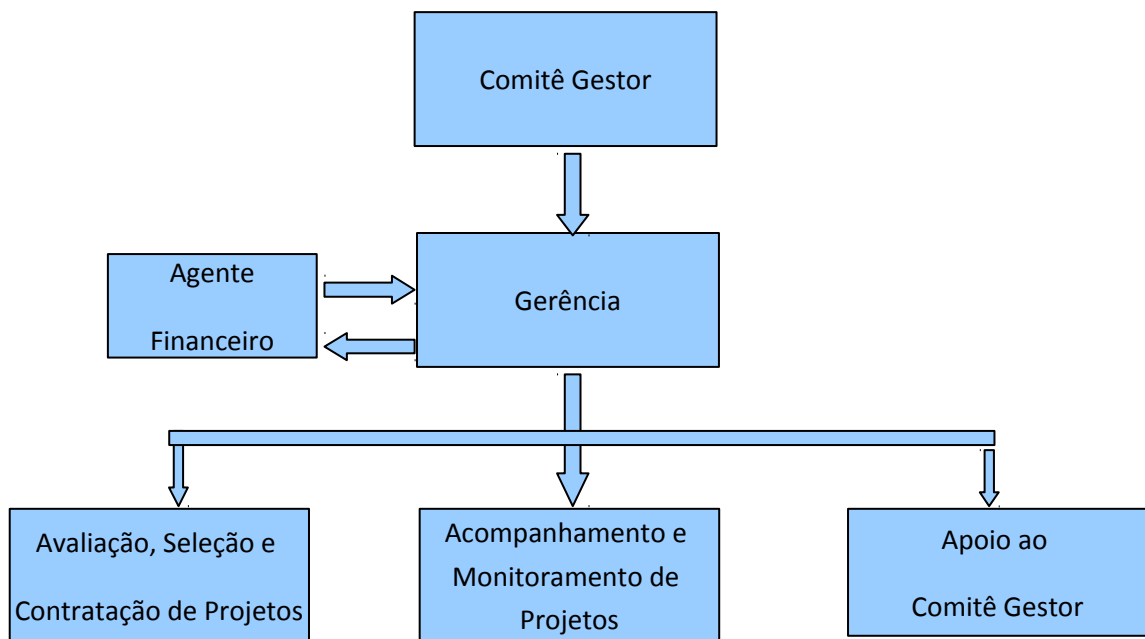 Comitê Gestor
Agente
Financeiro
Gerência
Avaliação, Seleção e
Contratação de Projetos
Acompanhamento e
Monitoramento de
Projetos
Apoio ao
Comitê Gestor